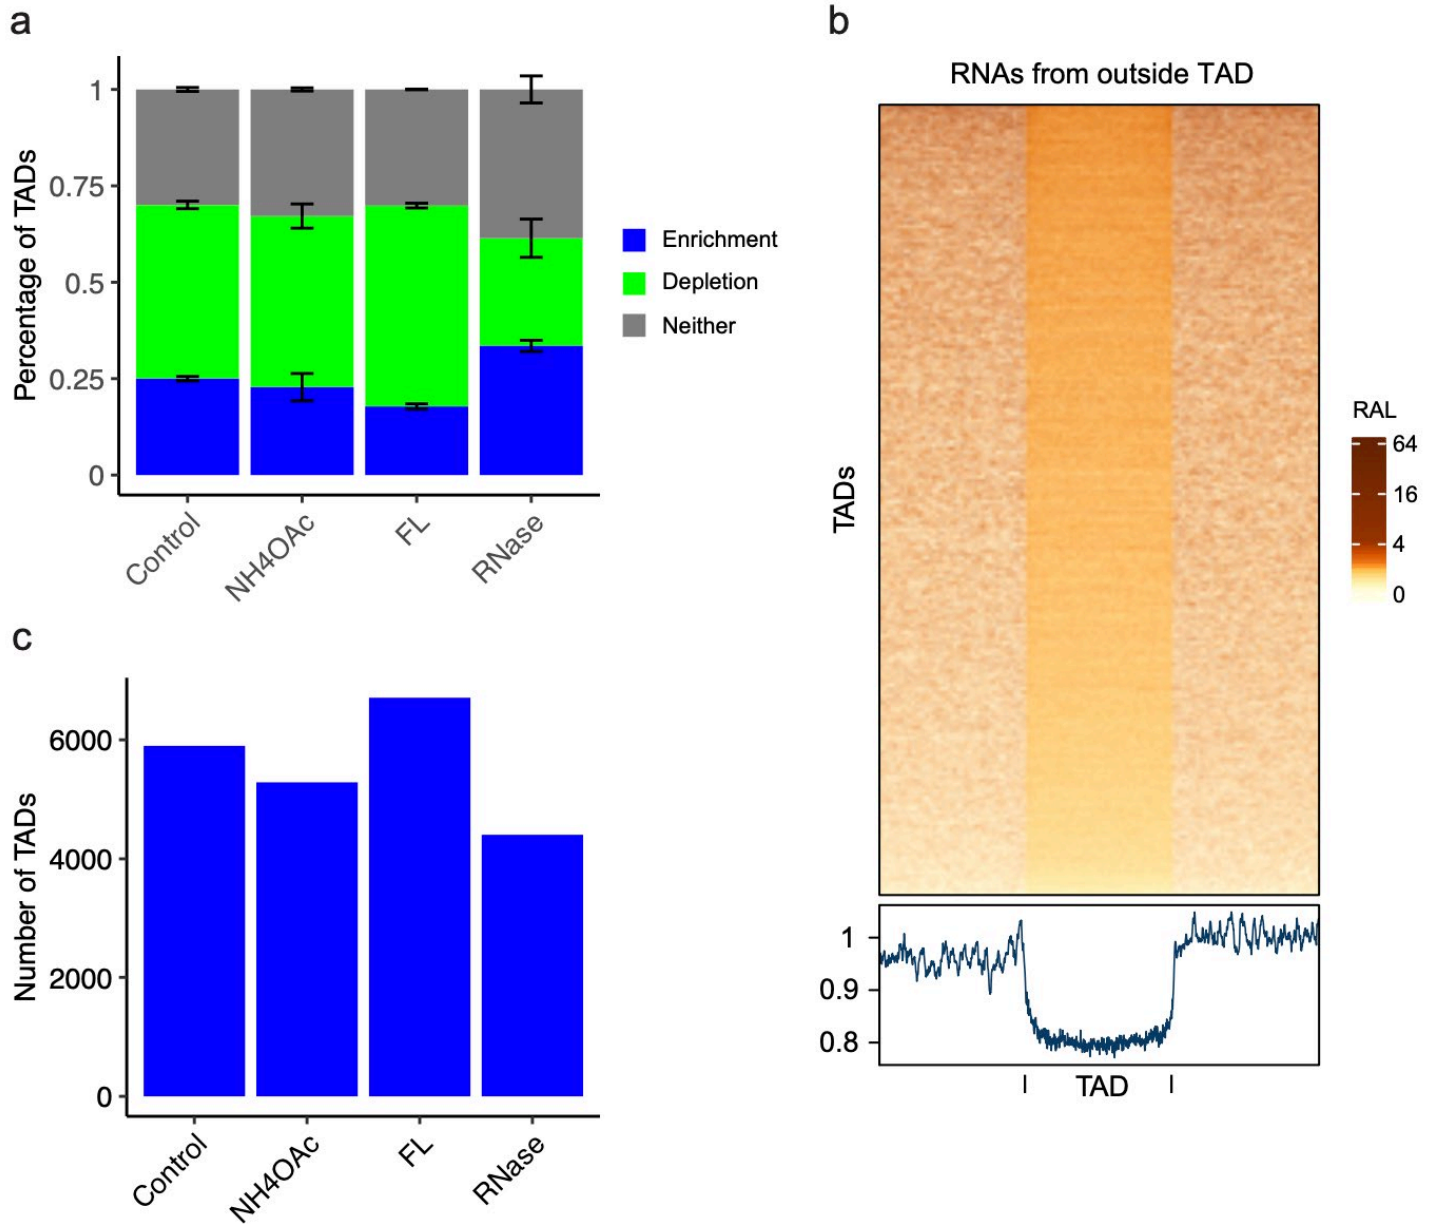 a
Percentage of TADs
1
0.75
0.5
0.25
0
Control
NH4OAc
FL
RNase
Enrichment
Depletion
Neither
b
RNAs from outside TAD
TADs
RAL
64
16
4
0
1
0.9
0.8
TAD
c
Number of TADs
6000
4000
2000
0
Control
NH4OAc
FL
RNase